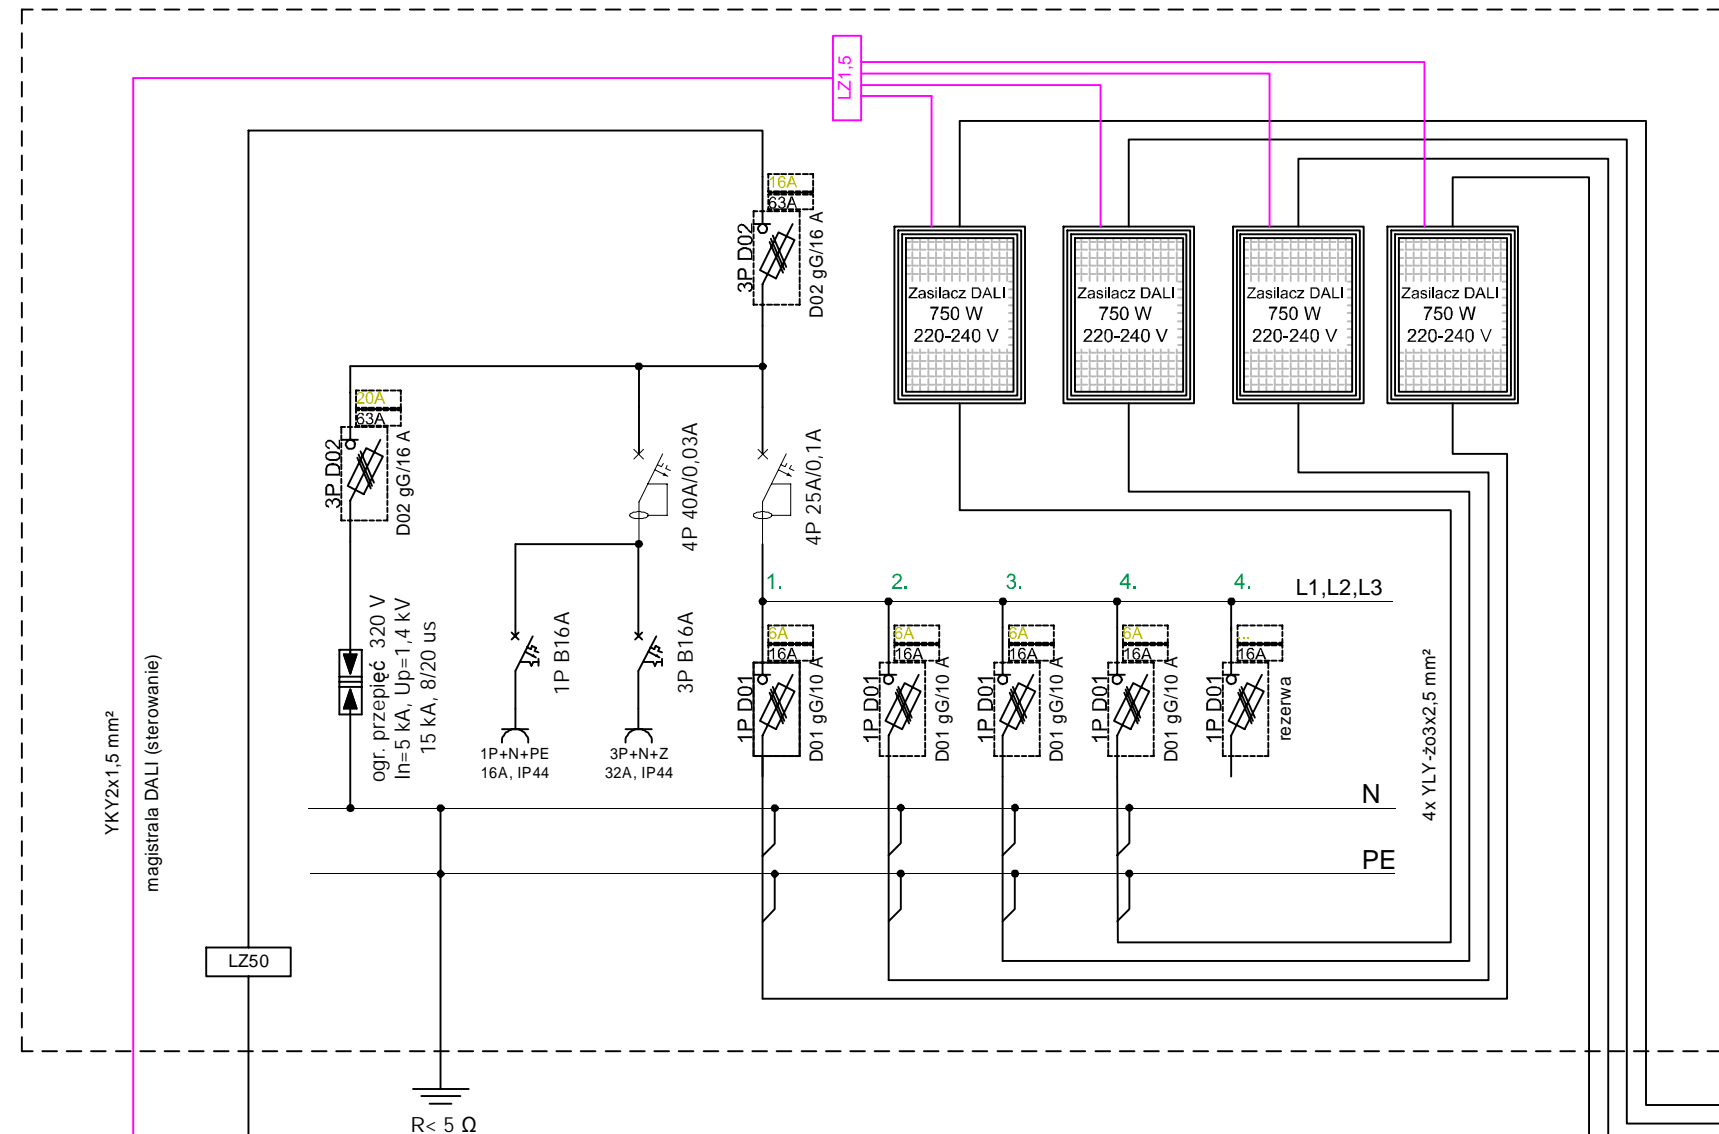 LZ1,5
16A
63A
3P D02
D02 gG/16 A
Zasilacz DALI
750 W
220-240 V
Zasilacz DALI
750 W
220-240 V
Zasilacz DALI
750 W
220-240 V
Zasilacz DALI
750 W
220-240 V
20A
63A
3P D02
D02 gG/16 A
4P 40A/0,03A
4P 25A/0,1A
1.
2.
3.
4.
4.
L1,L2,L3
ogr. przepięć 320 V
In=5 kA, Up=1,4 kV
15 kA, 8/20 us
1P B16A
3P B16A
1P+N+PE
16A, IP44
3P+N+Z
32A, IP44
6A
16A
1P D01
D01 gG/10 A
6A
16A
1P D01
D01 gG/10 A
6A
16A
1P D01
D01 gG/10 A
6A
16A
1P D01
D01 gG/10 A
...
16A
1P D01
rezerwa
4x YLY-żo3x2,5 mm²
YKY2x1,5 mm²
magistrala DALI (sterowanie)
N
PE
LZ50
R< 5 Ω